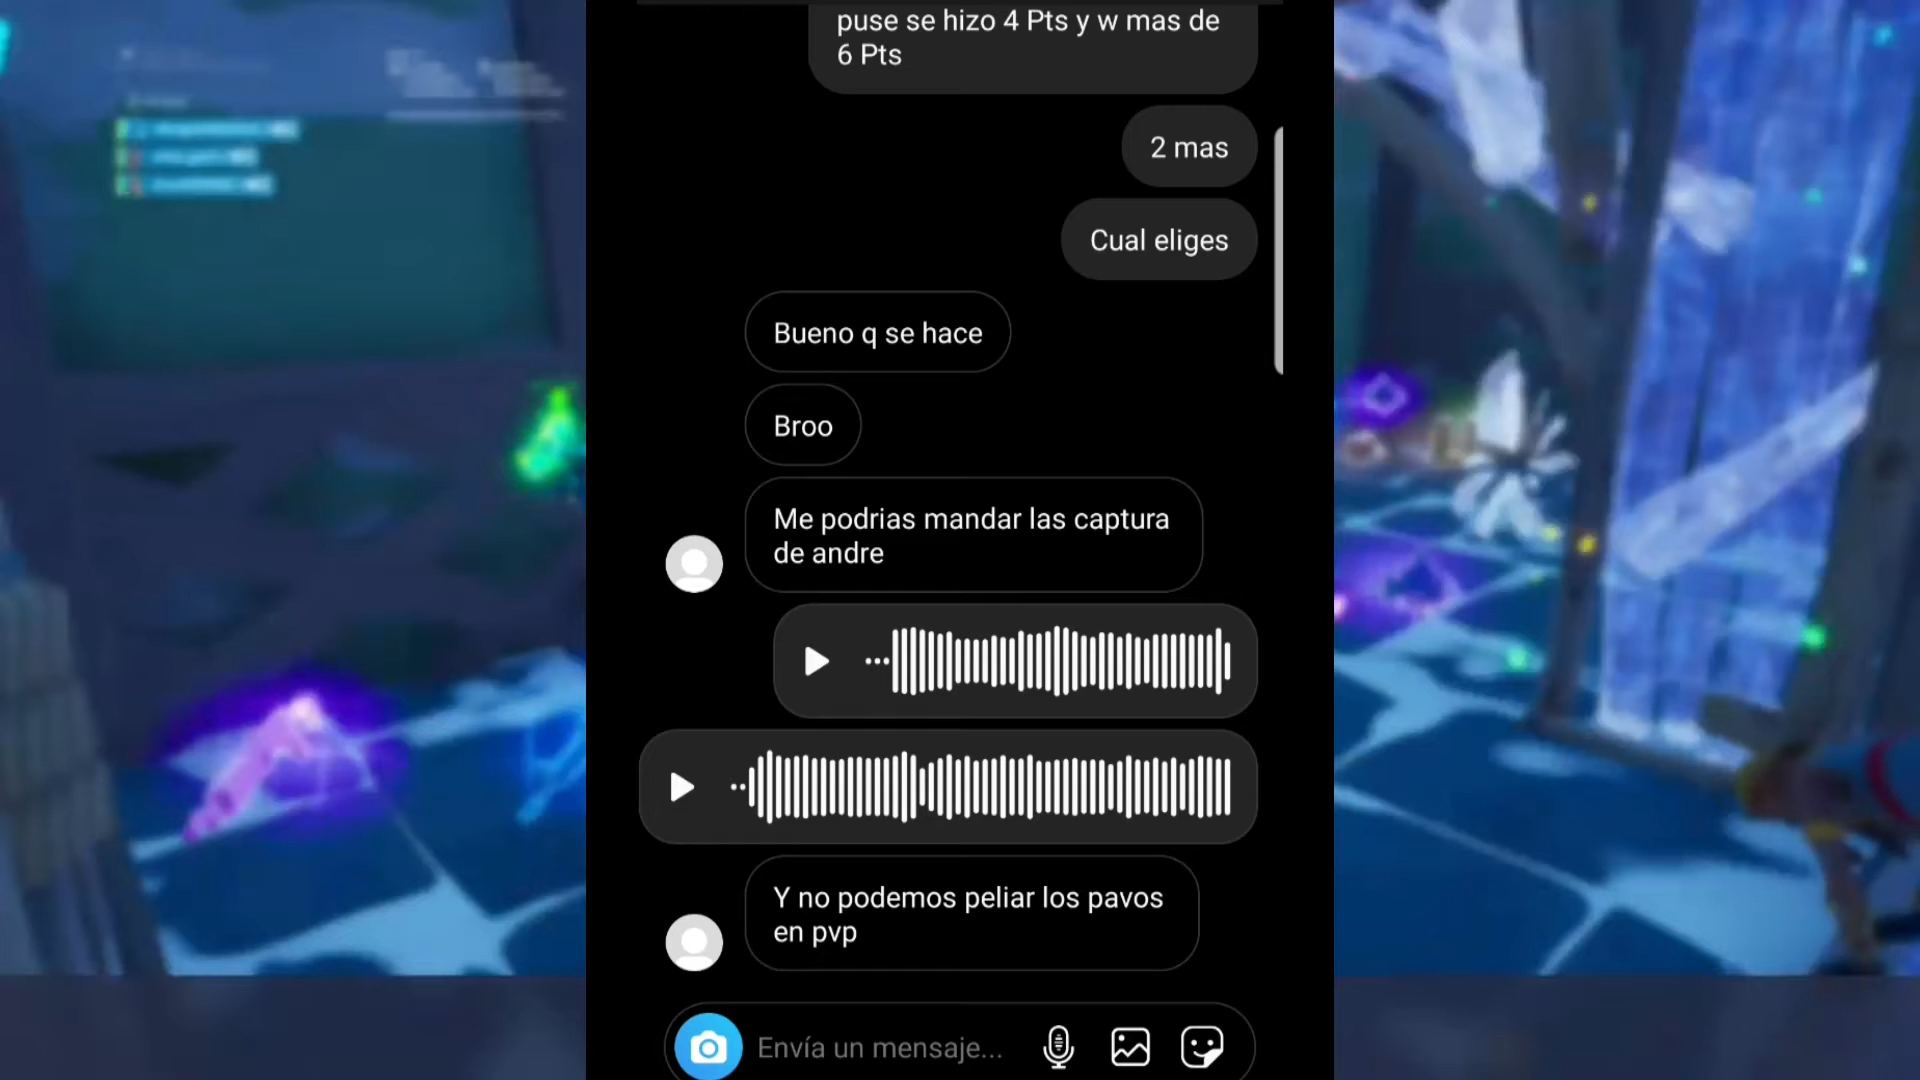 puse se hizo 4 Pts y w mas de
6 Pts
2 mas
Cual eliges
Bueno q se hace
Broo
Me podrias mandar las captura
de andre
Y no podemos peliar los pavos
en pvp
Envía un mensaje...